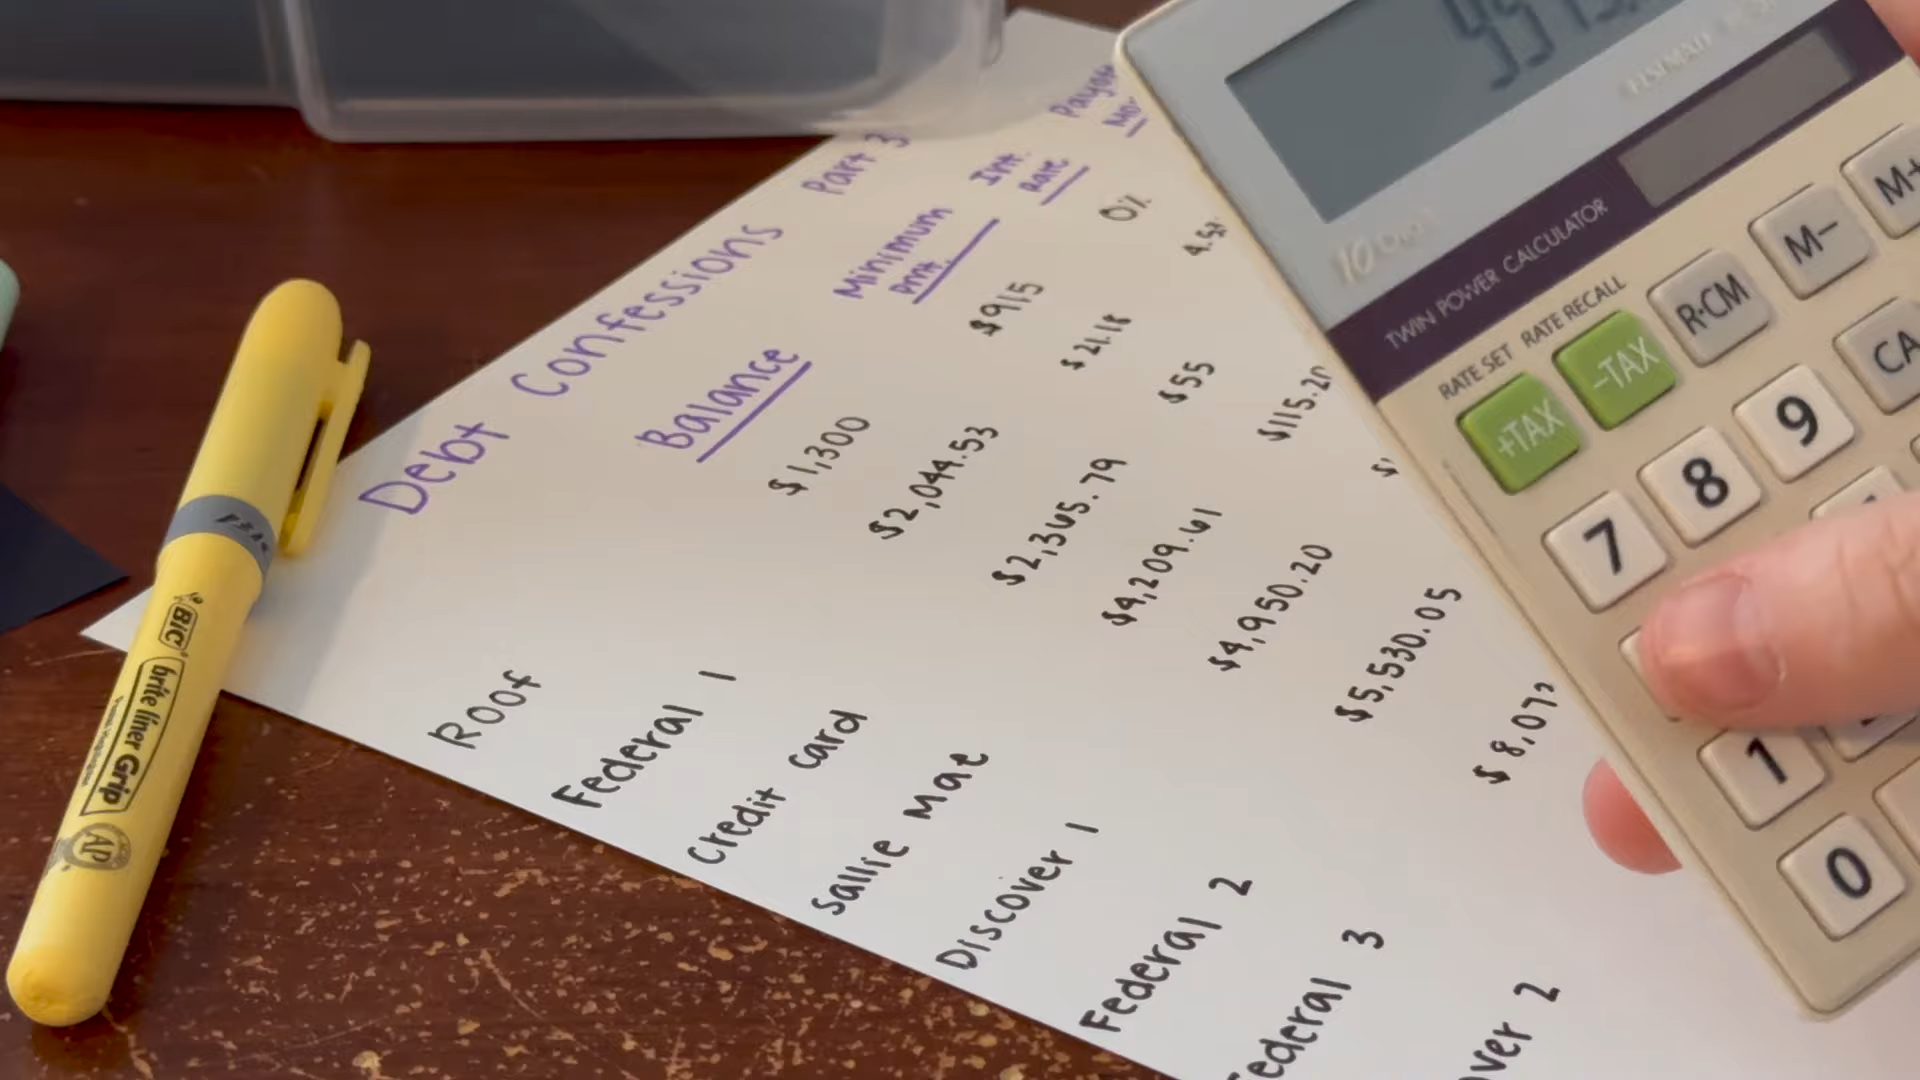 Debt Confessions Part 3
Balance
Minimum
pmt.
Int.
Rate
Roof $1,300 $915 0%
Federal 1 $2,044.53 $21.18
Credit Card $2,365.79 $55
Sallie Mae $4,209.61 $115.20
Discover 1 $4,950.20
Federal 2 $5,530.05
Federal 3
BIC
brite liner Grip
AP
TWIN POWER CALCULATOR
RATE SET RATE RECALL
+TAX -TAX R·CM M− M+
7 8 9 CA
1
0